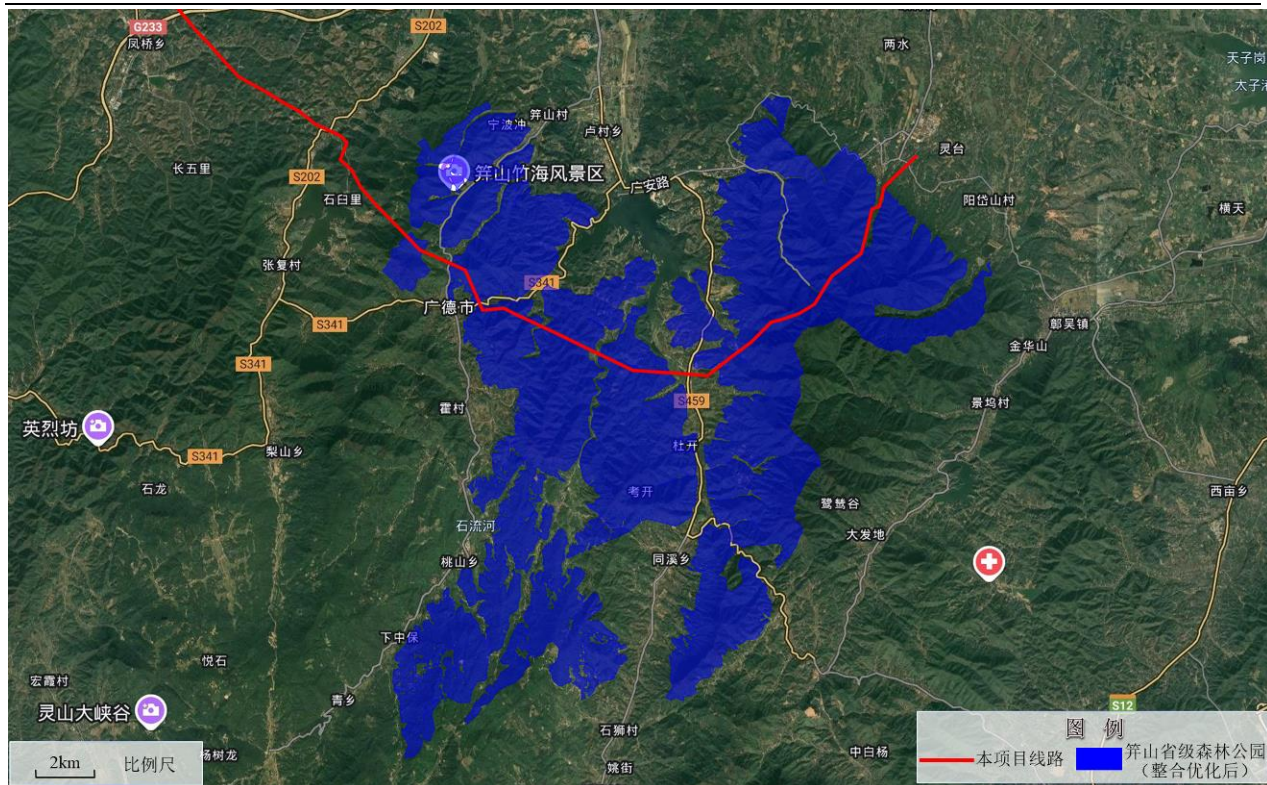 G233
凤桥乡
S202
两水
天子岗
太子
笄山村
宁波冲
卢村乡
灵台
长五里
S202
笄山竹海风景区
广安路
石臼里
阳岱山村
横天
张复村
S341
广德市
S341
鄣吴镇
金华山
S341
霍村
S459
景坞村
英烈坊
S341
梨山乡
杜开
石龙
考开
西亩乡
鹭鸶谷
石流河
大发地
桃山乡
同溪乡
下中保
悦石
宏霞村
青乡
灵山大峡谷
S12
石狮村
图 例
杨树龙
中白杨
2km
比例尺
本项目线路
笄山省级森林公园
（整合优化后）
姚街